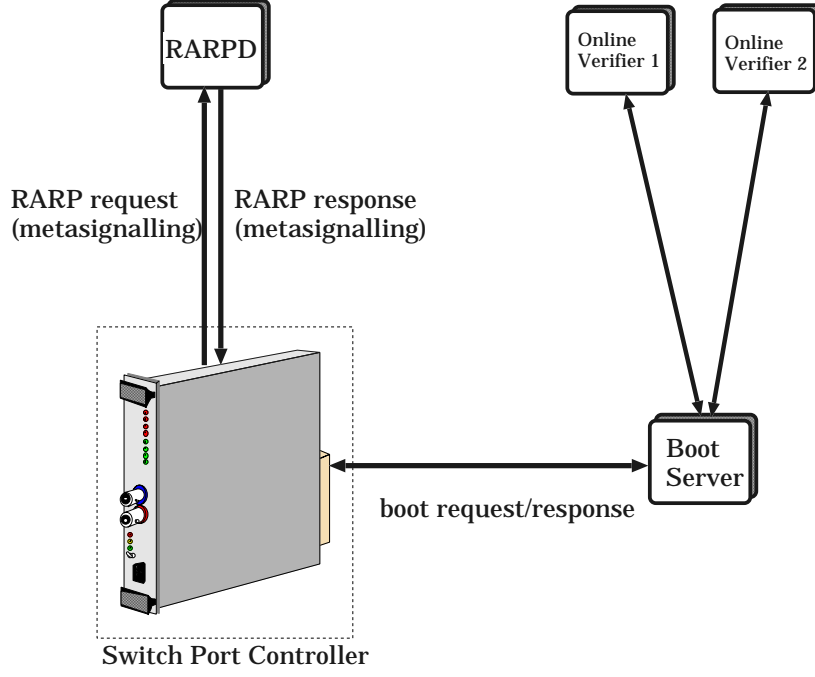 RARPD
Online
Verifier 1
Online
Verifier 2
RARP request
(metasignalling)
RARP response
(metasignalling)
Boot
Server
boot request/response
Switch Port Controller